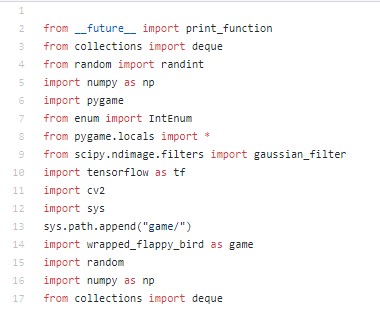 1
2 from __future__ import print_function
3 from collections import deque
4 from random import randint
5 import numpy as np
6 import pygame
7 from enum import IntEnum
8 from pygame.locals import *
9 from scipy.ndimage.filters import gaussian_filter
10 import tensorflow as tf
11 import cv2
12 import sys
13 sys.path.append("game/")
14 import wrapped_flappy_bird as game
15 import random
16 import numpy as np
17 from collections import deque